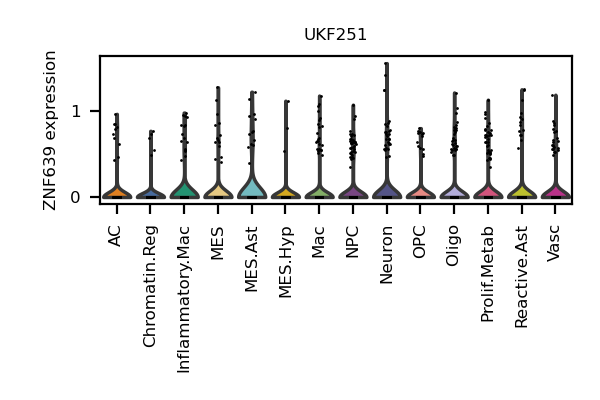 UKF251
ZNF639 expression
1
0
AC
Chromatin.Reg
Inflammatory.Mac
MES
MES.Ast
MES.Hyp
Mac
NPC
Neuron
OPC
Oligo
Prolif.Metab
Reactive.Ast
Vasc